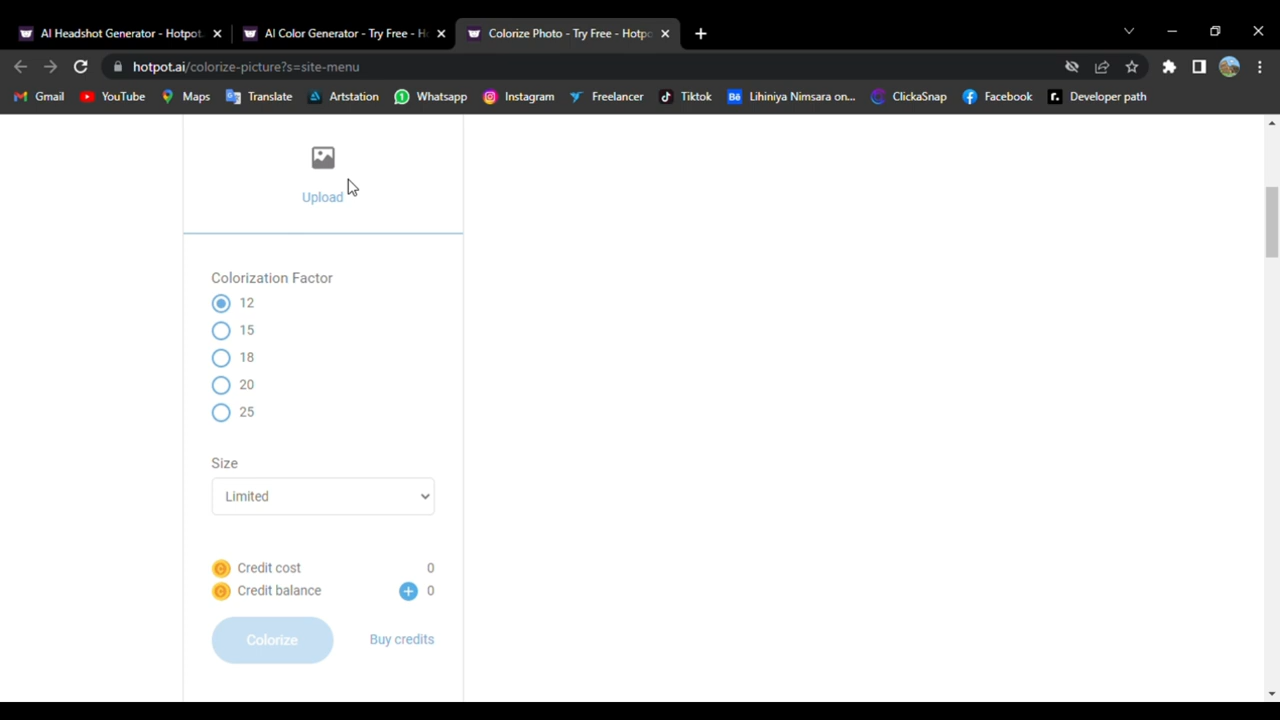 AI Headshot Generator - Hotpot.
AI Color Generator - Try Free - H
Colorize Photo - Try Free - Hotpo
hotpot.ai/colorize-picture?s=site-menu
Gmail
YouTube
Maps
Translate
Artstation
Whatsapp
Instagram
Freelancer
Tiktok
Bē Lihiniya Nimsara on...
ClickaSnap
Facebook
r. Developer path
Upload
Colorization Factor
12
15
18
20
25
Size
Limited
Credit cost 0
Credit balance 0
Colorize
Buy credits